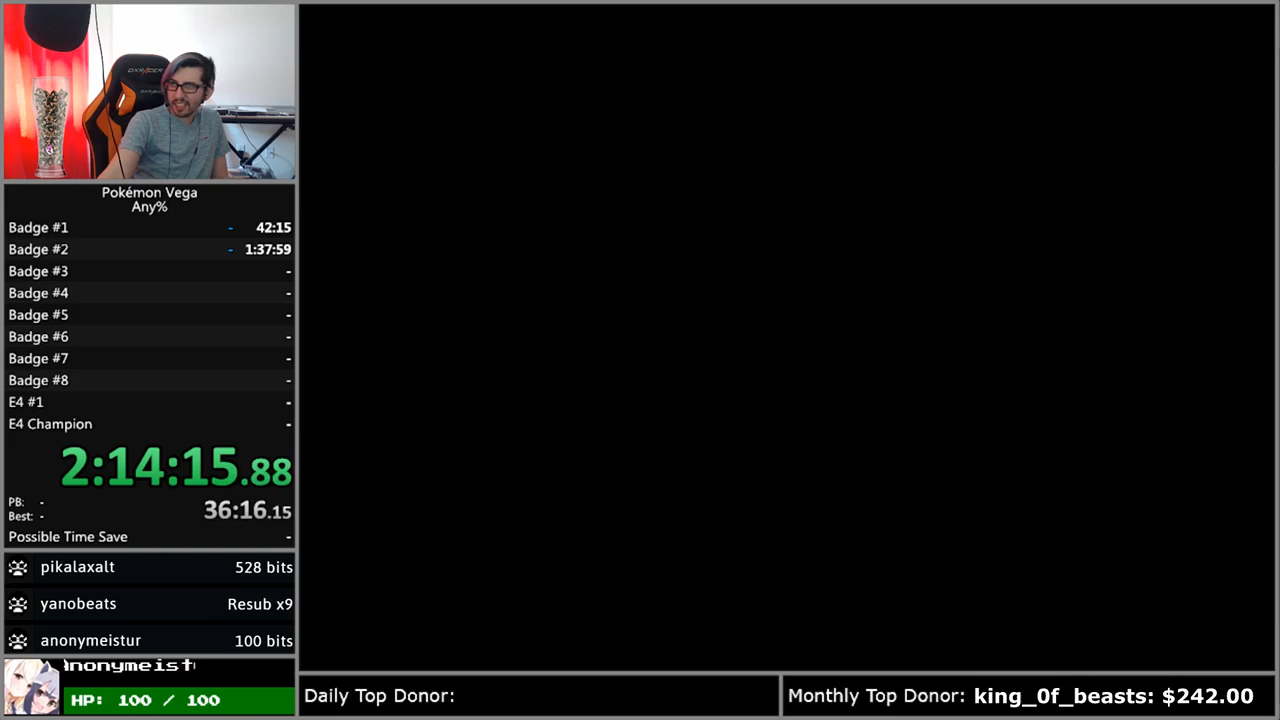 Pokémon Vega
Any%
Badge #1 - 42:15
Badge #2 - 1:37:59
Badge #3 -
Badge #4 -
Badge #5 -
Badge #6 -
Badge #7 -
Badge #8 -
E4 #1 -
E4 Champion -
2:14:15.88
PB: -
Best: -
36:16.15
Possible Time Save -
pikalaxalt 528 bits
yanobeats Resub x9
anonymeistur 100 bits
Anonymeist
HP: 100 / 100
Daily Top Donor:
Monthly Top Donor: king_0f_beasts: $242.00